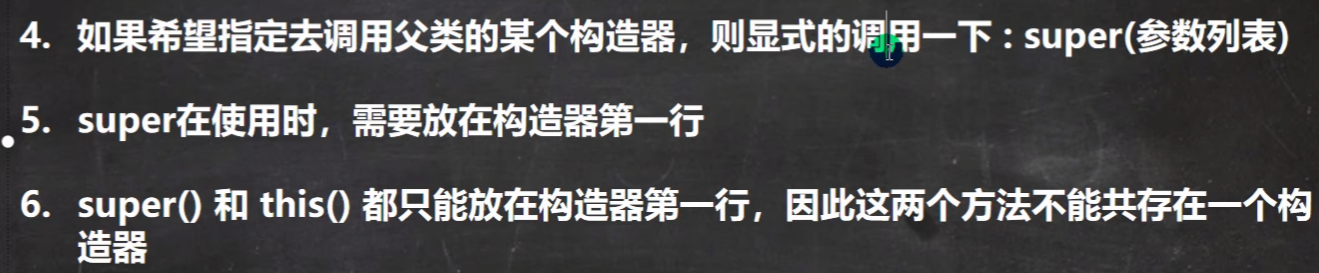 4. 如果希望指定去调用父类的某个构造器，则显式的调用一下：super(参数列表)
5. super在使用时，需要放在构造器第一行
6. super() 和 this() 都只能放在构造器第一行，因此这两个方法不能共存在一个构
造器